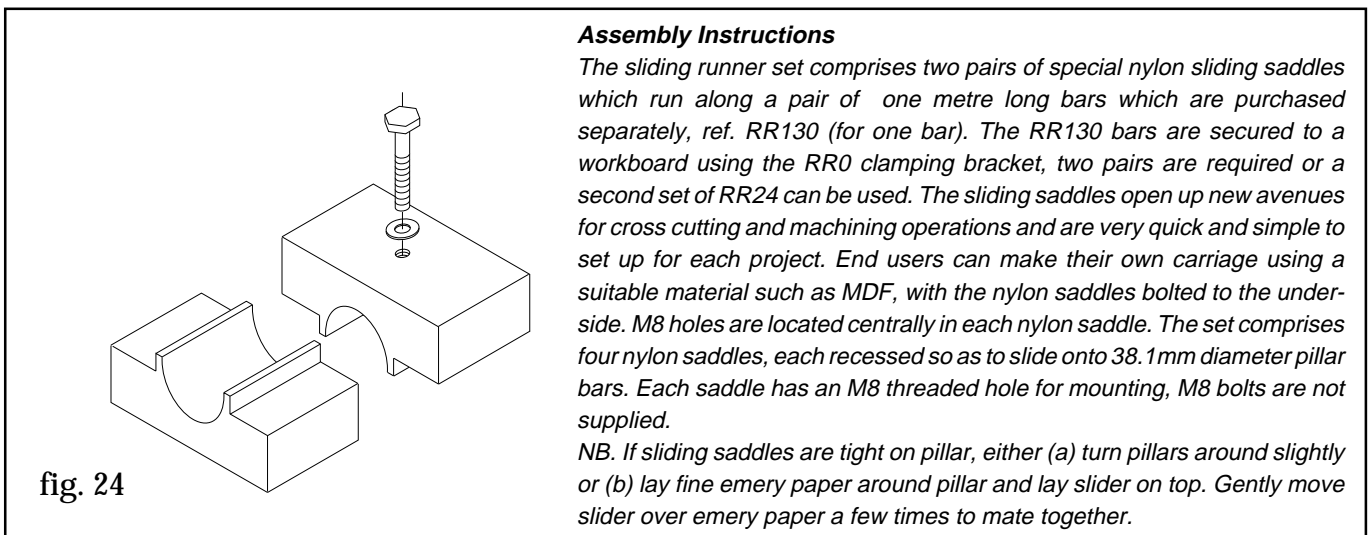 Assembly Instructions
The sliding runner set comprises two pairs of special nylon sliding saddles
which run along a pair of one metre long bars which are purchased
separately, ref. RR130 (for one bar). The RR130 bars are secured to a
workboard using the RR0 clamping bracket, two pairs are required or a
second set of RR24 can be used. The sliding saddles open up new avenues
for cross cutting and machining operations and are very quick and simple to
set up for each project. End users can make their own carriage using a
suitable material such as MDF, with the nylon saddles bolted to the under-
side. M8 holes are located centrally in each nylon saddle. The set comprises
four nylon saddles, each recessed so as to slide onto 38.1mm diameter pillar
bars. Each saddle has an M8 threaded hole for mounting, M8 bolts are not
supplied.
NB. If sliding saddles are tight on pillar, either (a) turn pillars around slightly
or (b) lay fine emery paper around pillar and lay slider on top. Gently move
slider over emery paper a few times to mate together.
fig. 24